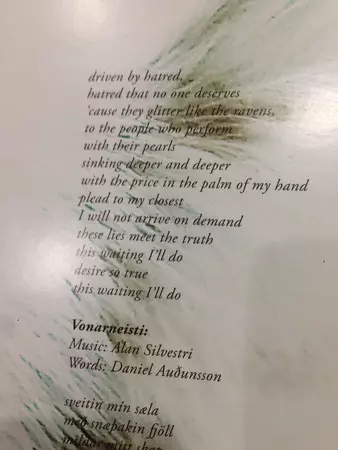 driven by hatred,
hatred that no one deserves
'cause they glitter like the ravens,
to the people who perform
with their pearls
sinking deeper and deeper
with the price in the palm of my hand
plead to my closest
I will not arrive on demand
these lies meet the truth
this waiting I'll do
desire so true
this waiting I'll do
Vonarneisti:
Music: Alan Silvestri
Words: Daniel Auðunsson
sveitin mín sæla
með snæþakin fjöll
mitt